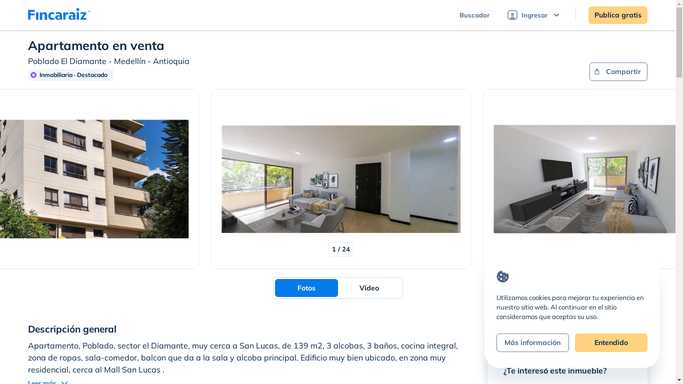 Fincaraiz
Buscador
Ingresar
Publica gratis
Apartamento en venta
Poblado El Diamante - Medellín - Antioquia
Inmobiliaria · Destacado
Compartir
1 / 24
Fotos
Video
Utilizamos cookies para mejorar tu experiencia en
nuestro sitio web. Al continuar en el sitio
consideramos que aceptas su uso.
Más información
Entendido
Descripción general
Apartamento, Poblado, sector el Diamante, muy cerca a San Lucas, de 139 m2, 3 alcobas, 3 baños, cocina integral,
zona de ropas, sala-comedor, balcon que da a la sala y alcoba principal. Edificio muy bien ubicado, en zona muy
residencial, cerca al Mall San Lucas .
Leer más
¿Te interesó este inmueble?